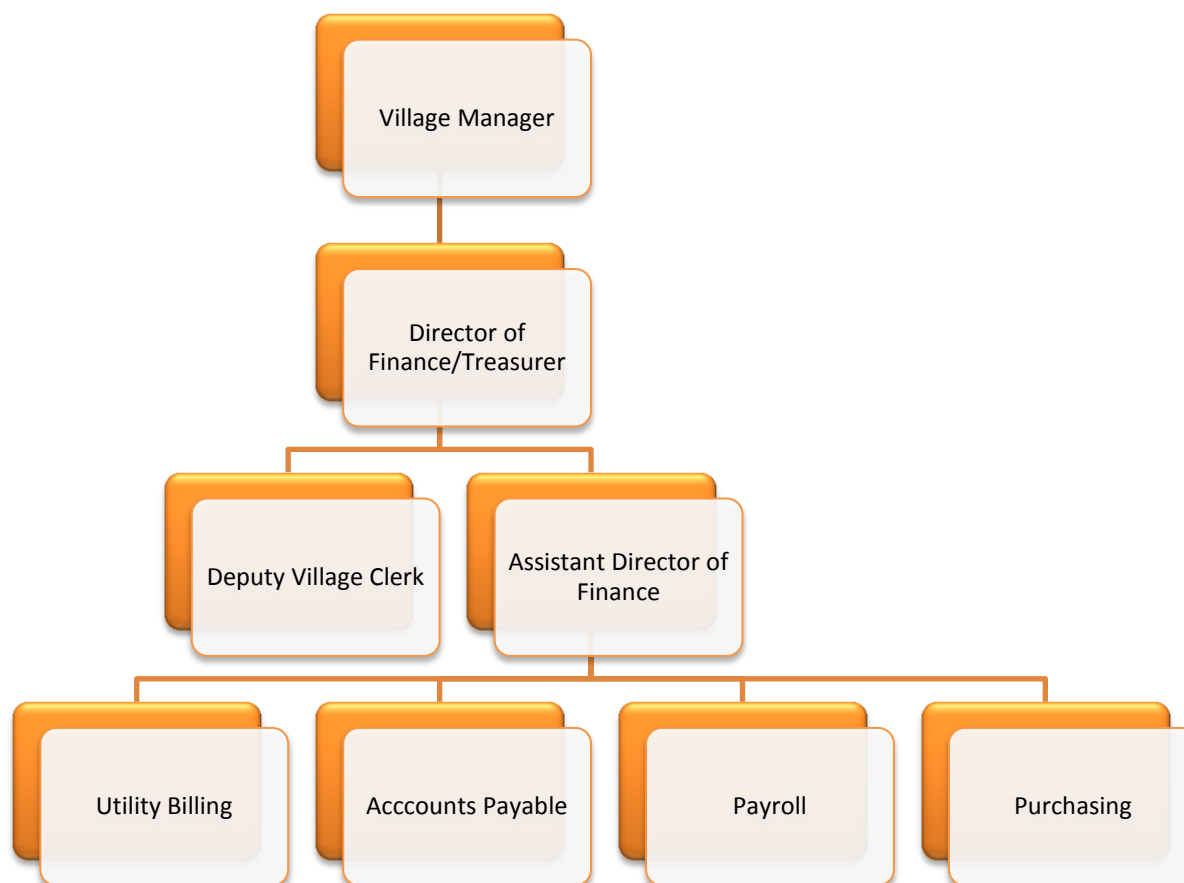 Village Manager
Director of
Finance/Treasurer
Deputy Village Clerk
Assistant Director of
Finance
Utility Billing
Acccounts Payable
Payroll
Purchasing